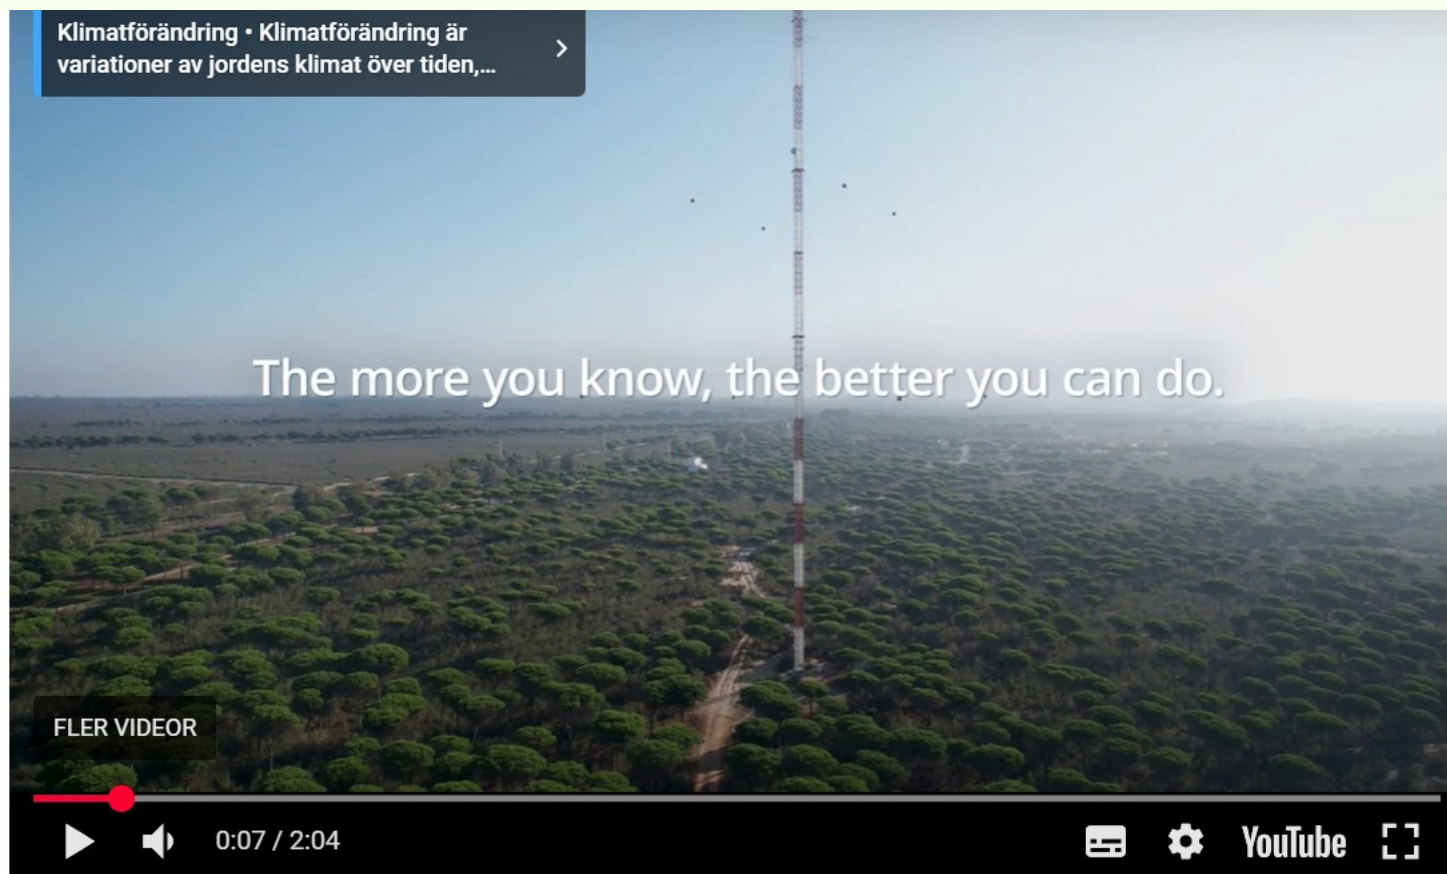 Klimatförändring • Klimatförändring är
variationer av jordens klimat över tiden,...
The more you know, the better you can do.
FLER VIDEOR
0:07 / 2:04
YouTube